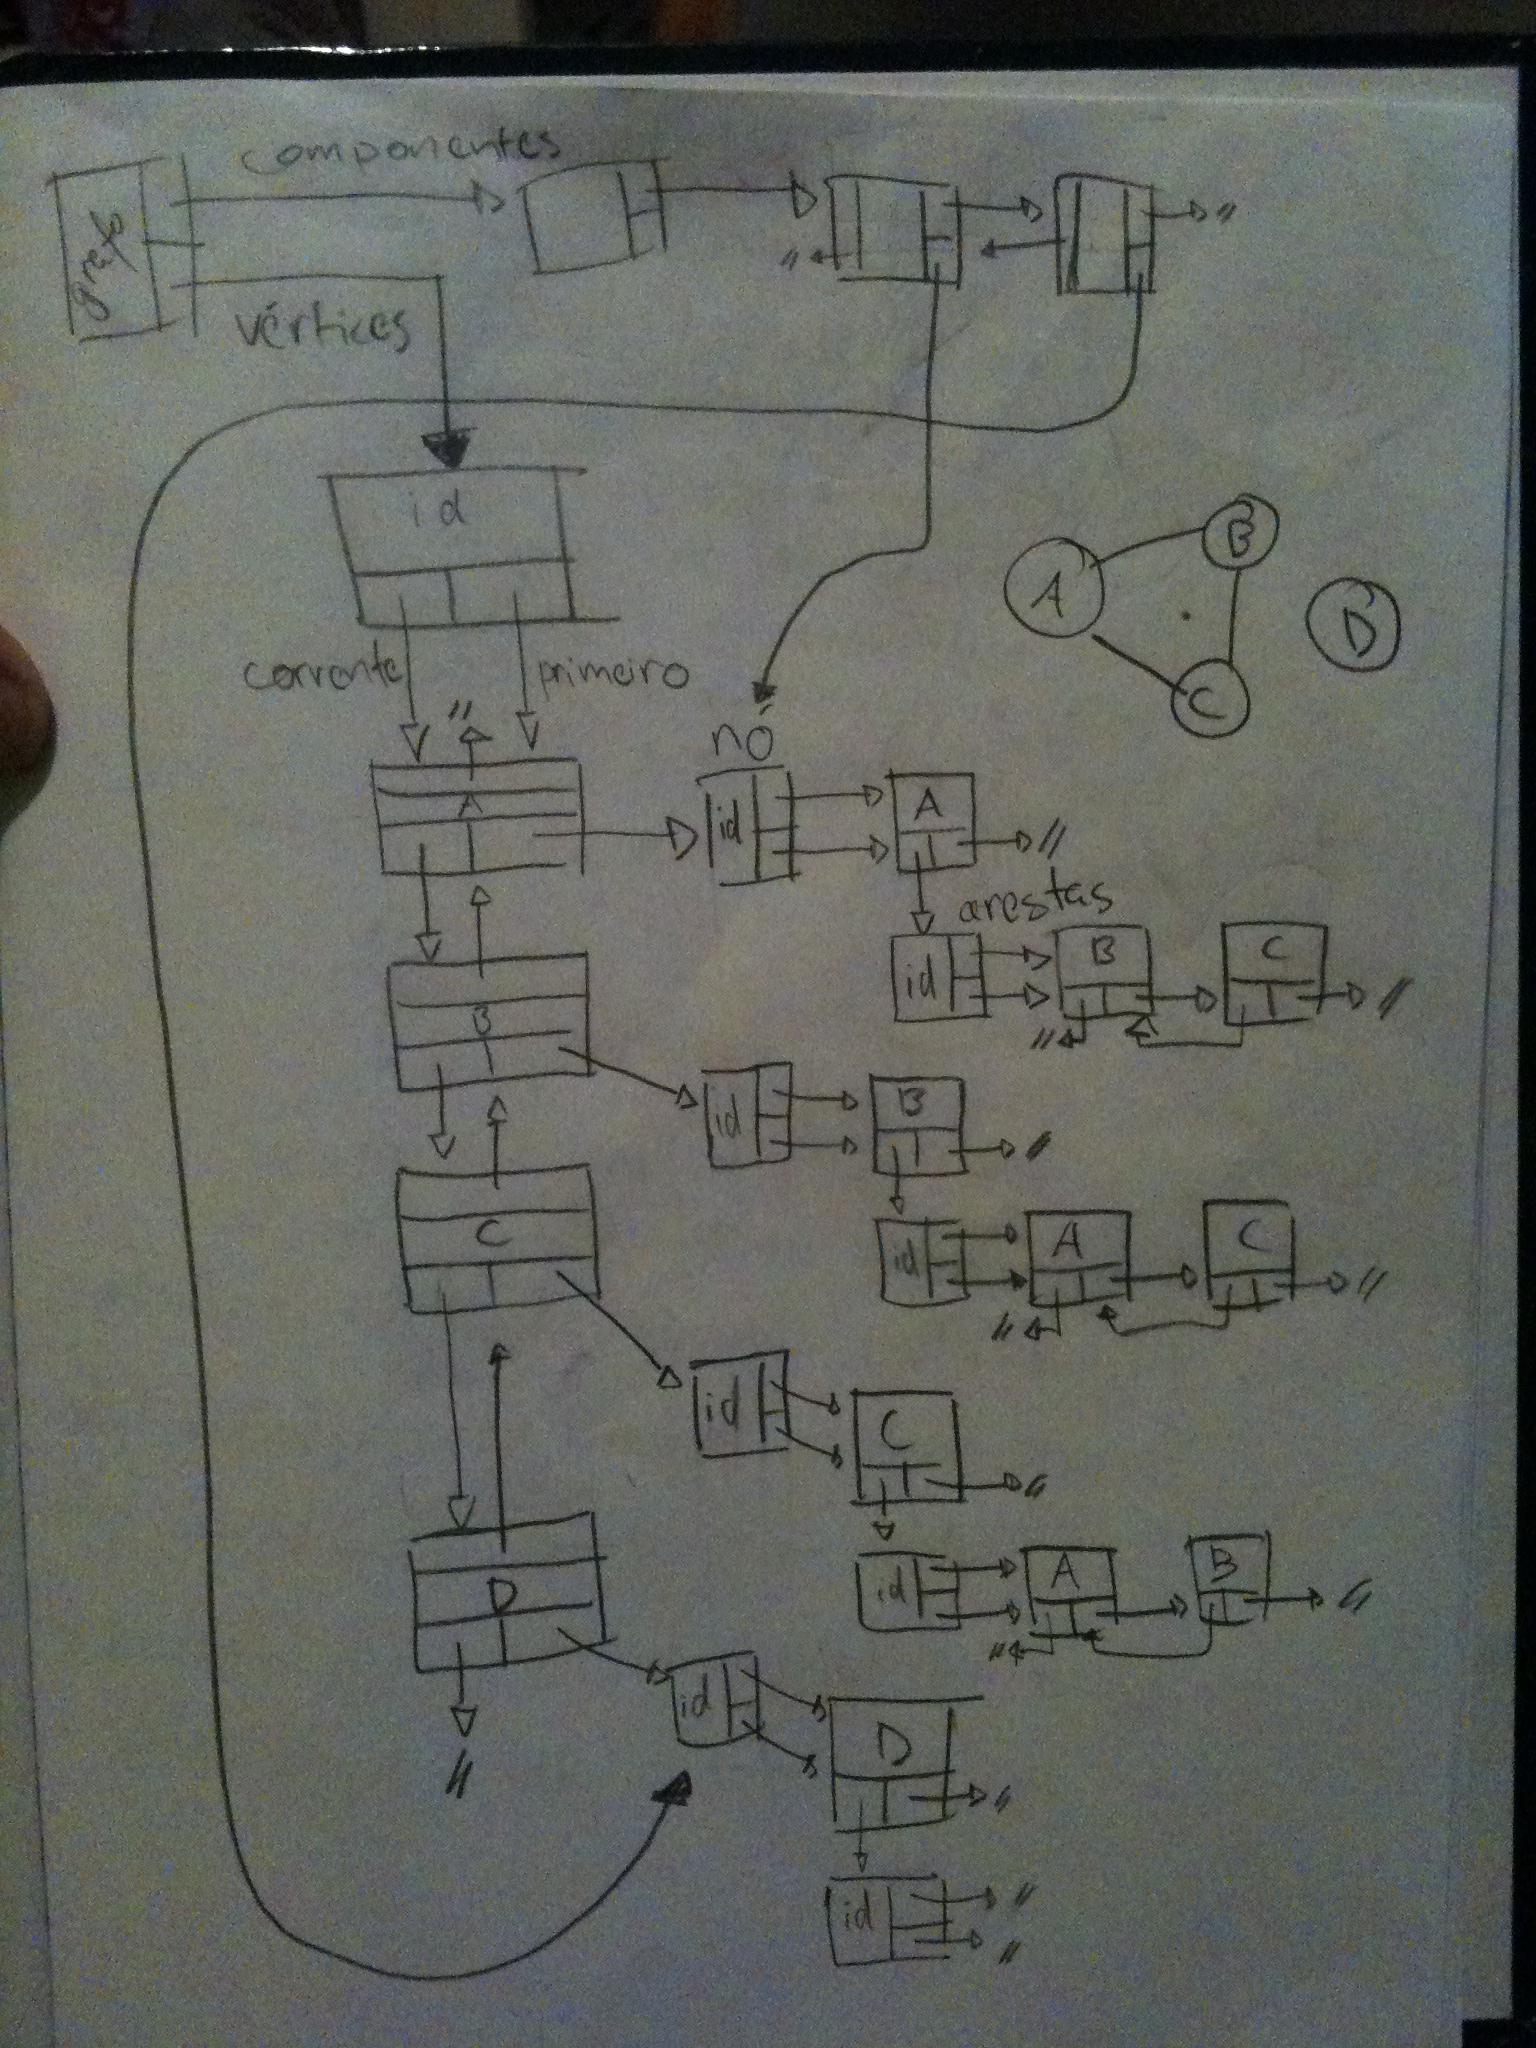 componentes
grafo
vértices
id
B
A
D
C
corrente
primeiro
nó
A
id
A
arestas
id
B
C
B
id
B
C
id
A
C
id
C
id
A
B
D
id
D
id